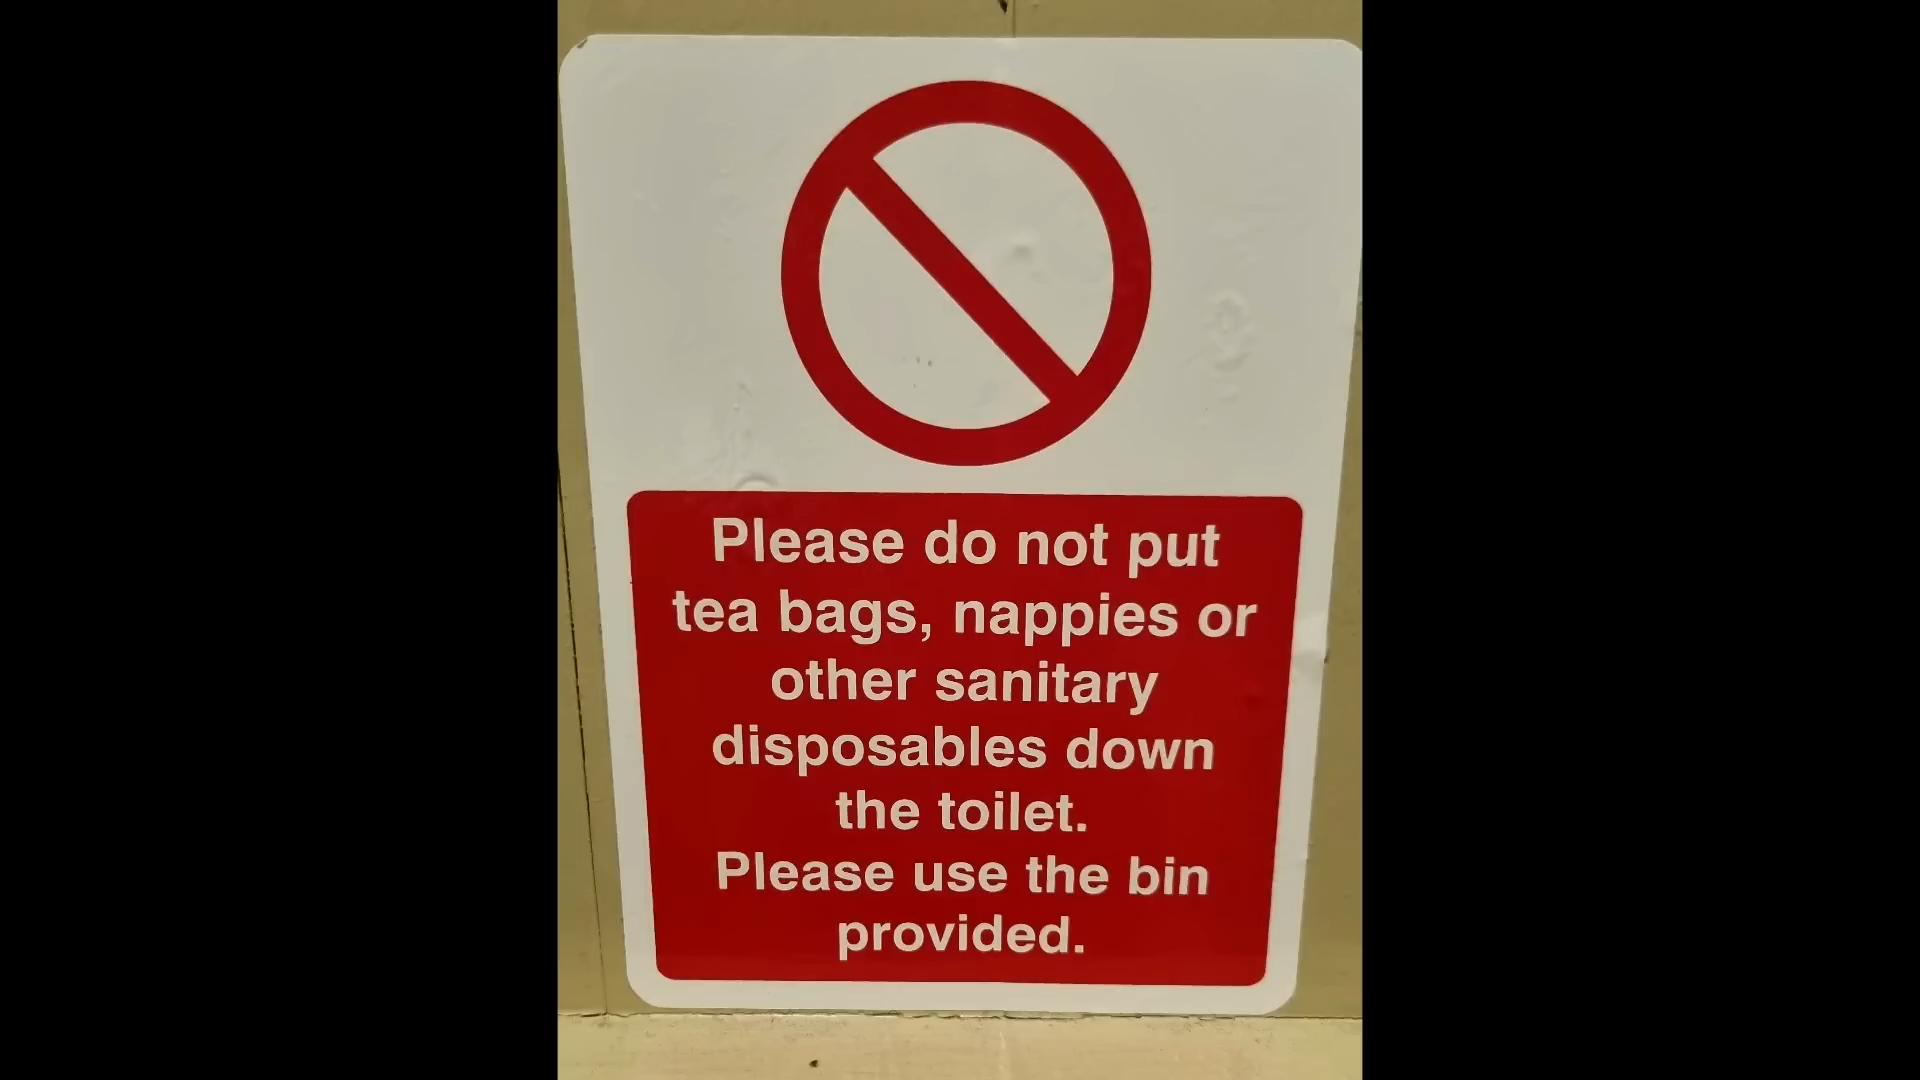 Please do not put
tea bags, nappies or
other sanitary
disposables down
the toilet.
Please use the bin
provided.